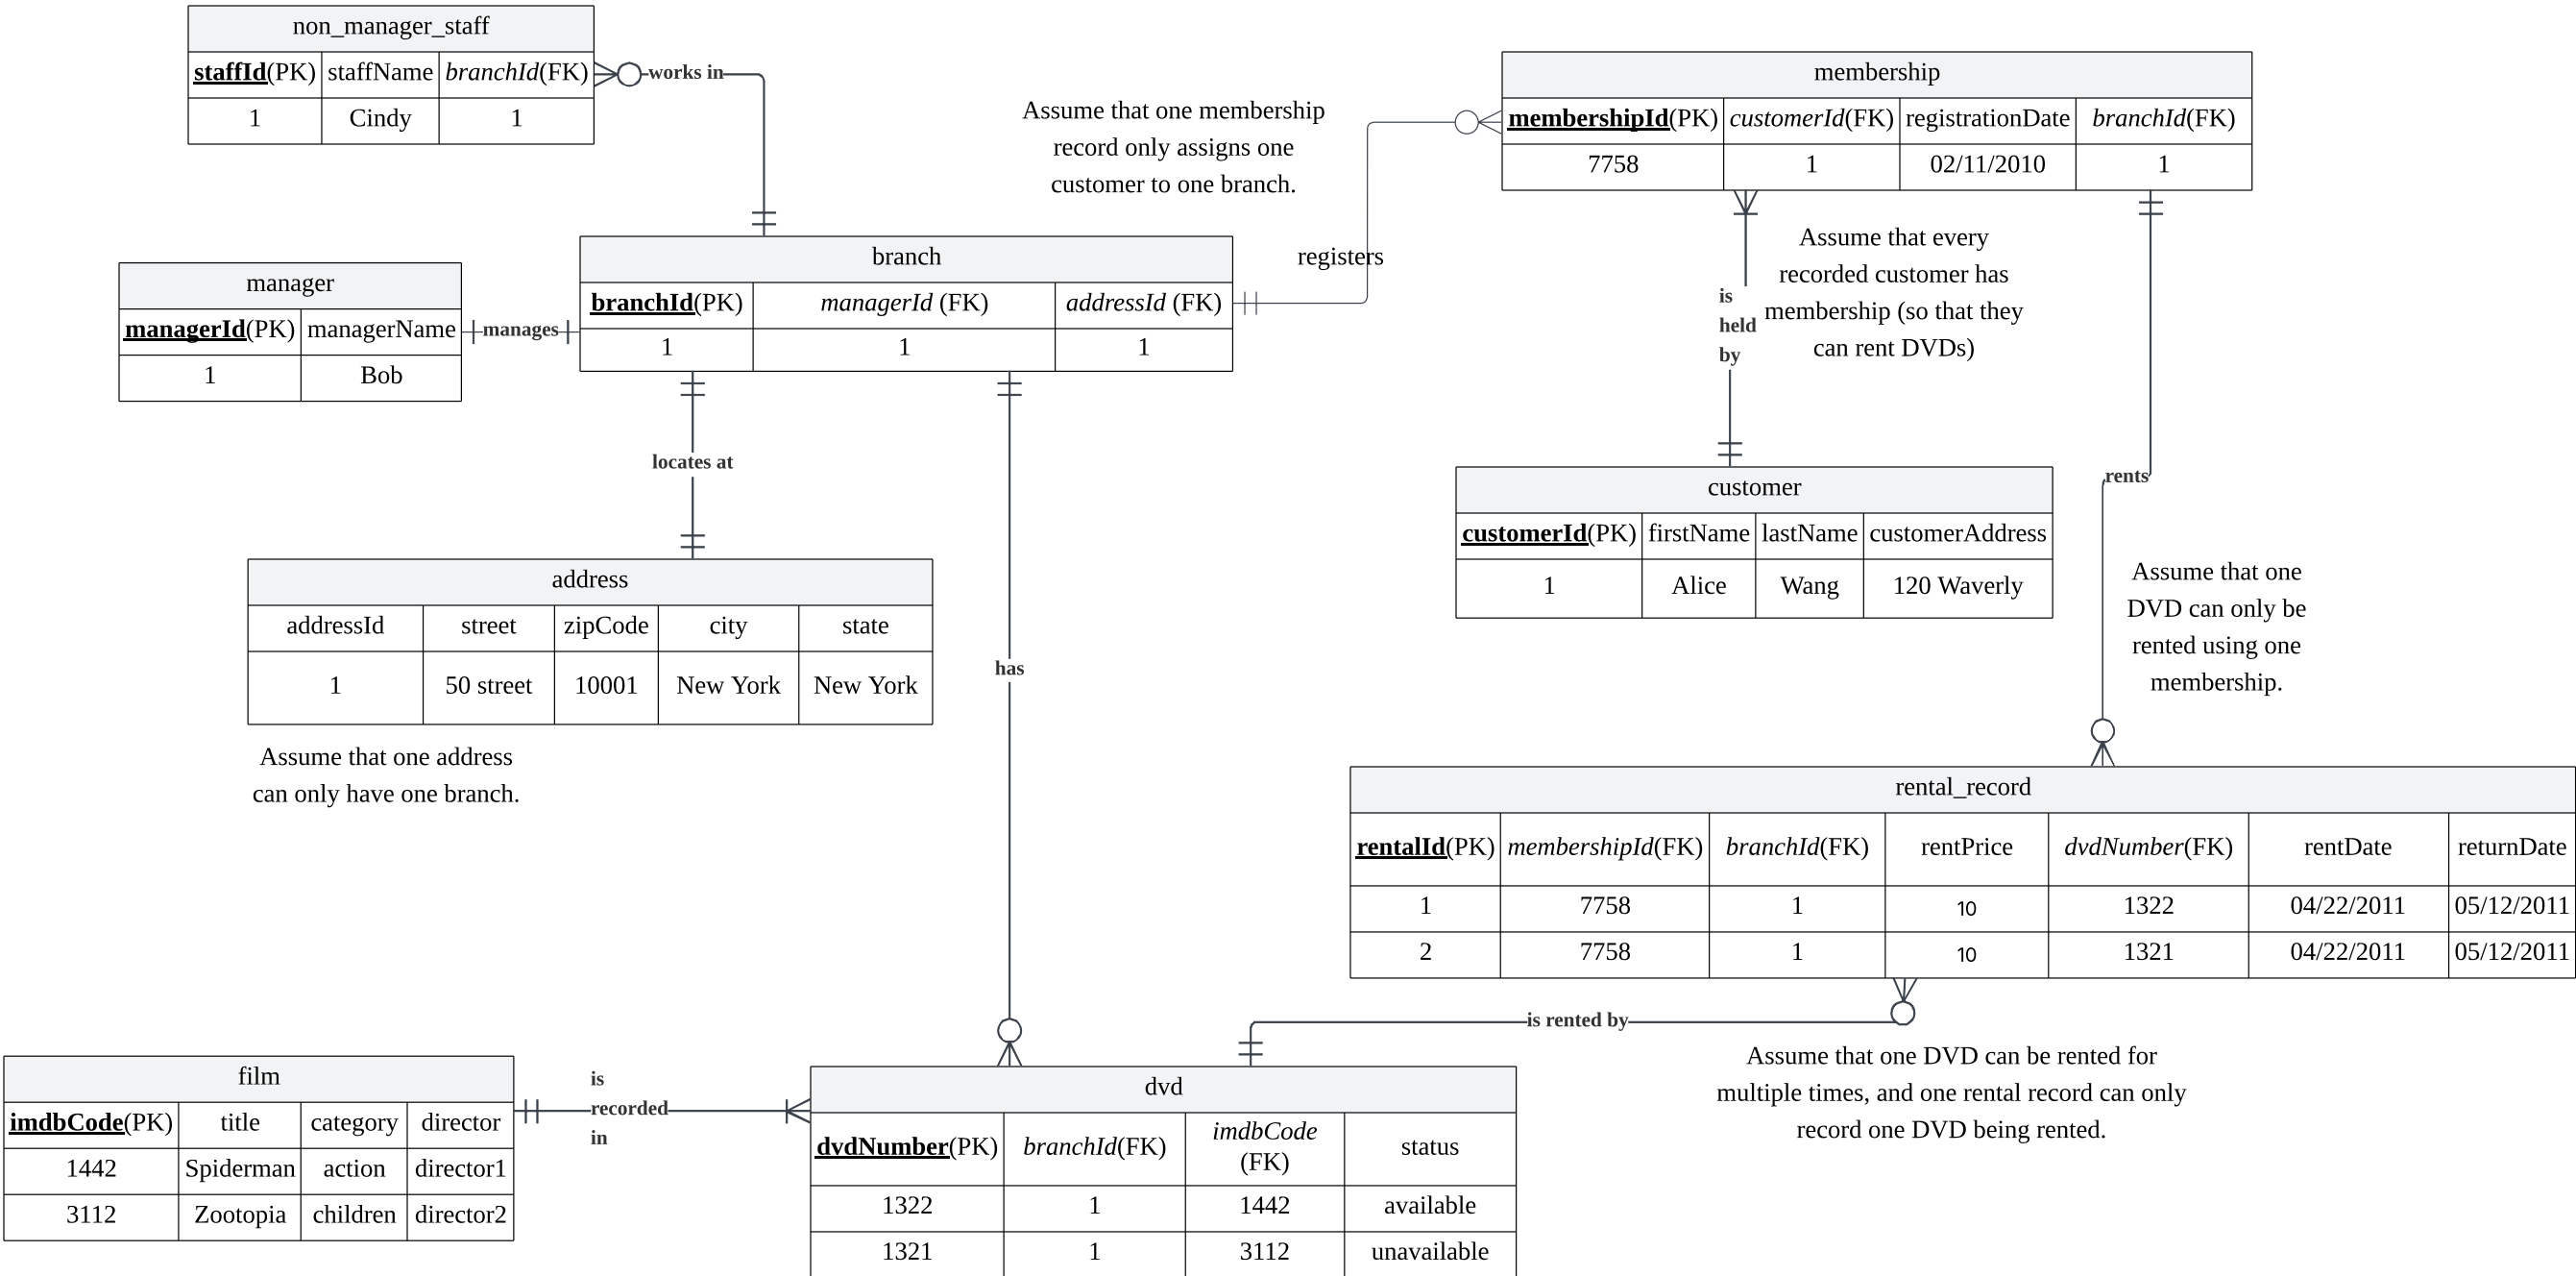 non_manager_staff
staffId(PK) staffName branchId(FK)
1 Cindy 1
works in
Assume that one membership
record only assigns one
customer to one branch.
membership
membershipId(PK) customerId(FK) registrationDate branchId(FK)
7758 1 02/11/2010 1
registers
manager
managerId(PK) managerName
1 Bob
manages
branch
branchId(PK) managerId (FK) addressId (FK)
1 1 1
is
held
by
Assume that every
recorded customer has
membership (so that they
can rent DVDs)
locates at
customer
customerId(PK) firstName lastName customerAddress
1 Alice Wang 120 Waverly
rents
address
addressId street zipCode city state
1 50 street 10001 New York New York
Assume that one address
can only have one branch.
has
Assume that one
DVD can only be
rented using one
membership.
rental_record
rentalId(PK) membershipId(FK) branchId(FK) rentPrice dvdNumber(FK) rentDate returnDate
1 7758 1 10 1322 04/22/2011 05/12/2011
2 7758 1 10 1321 04/22/2011 05/12/2011
is rented by
Assume that one DVD can be rented for
multiple times, and one rental record can only
record one DVD being rented.
film
imdbCode(PK) title category director
1442 Spiderman action director1
3112 Zootopia children director2
is
recorded
in
dvd
dvdNumber(PK) branchId(FK) imdbCode
(FK) status
1322 1 1442 available
1321 1 3112 unavailable